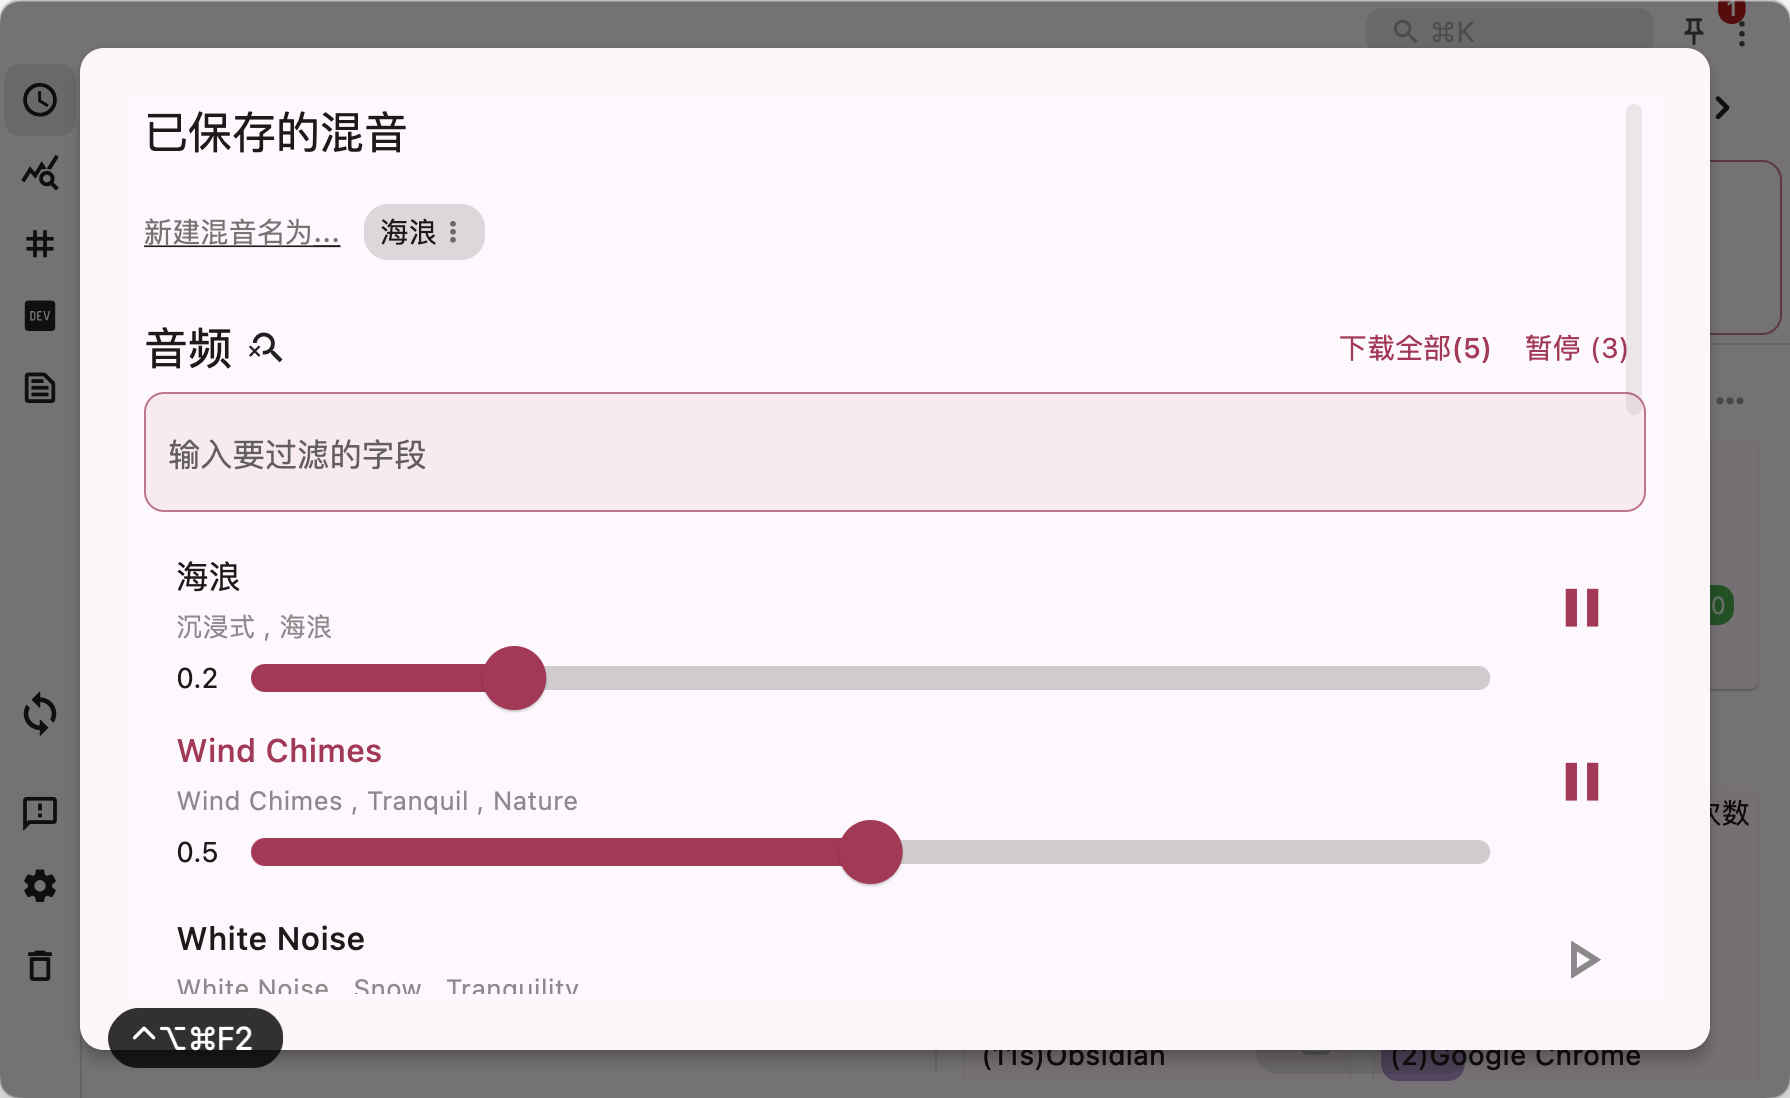 ⌘K
1
DEV
已保存的混音
新建混音名为...
海浪
音频
下载全部(5)
暂停 (3)
输入要过滤的字段
海浪
沉浸式 , 海浪
0.2
Wind Chimes
Wind Chimes , Tranquil , Nature
0.5
White Noise
White Noise , Snow , Tranquility
0
次数
^⌥⌘F2
(11s)Obsidian
(2)Google Chrome